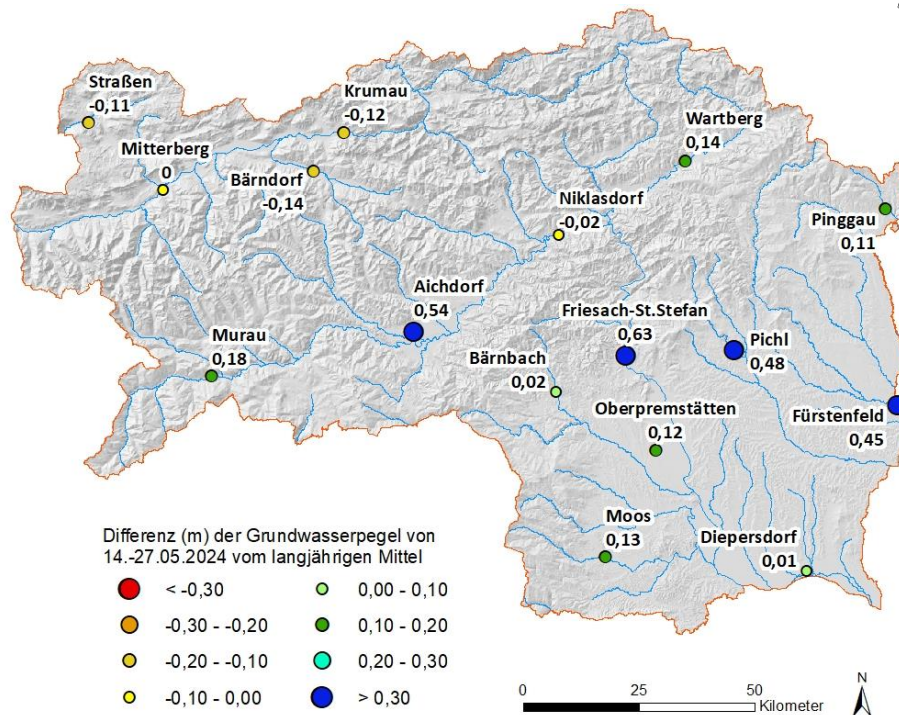 Straßen
-0,11
Krumau
-0,12
Wartberg
0,14
Mitterberg
0
Bärndorf
-0,14
Niklasdorf
-0,02
Pinggau
0,11
Aichdorf
0,54
Friesach-St.Stefan
0,63
Pichl
0,48
Murau
0,18
Bärnbach
0,02
Oberpremstätten
0,12
Fürstenfeld
0,45
Moos
0,13
Diepersdorf
0,01
Differenz (m) der Grundwasserpegel von
14.-27.05.2024 vom langjährigen Mittel
< -0,30
-0,30 - -0,20
-0,20 - -0,10
-0,10 - 0,00
0,00 - 0,10
0,10 - 0,20
0,20 - 0,30
> 0,30
0 25 50
Kilometer
N